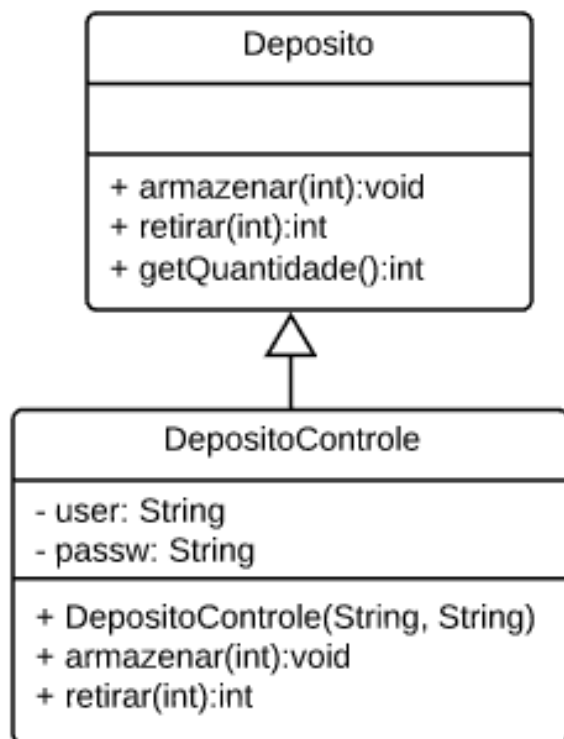 Deposito
+ armazenar(int):void
+ retirar(int):int
+ getQuantidade():int
DepositoControle
- user: String
- passw: String
+ DepositoControle(String, String)
+ armazenar(int):void
+ retirar(int):int